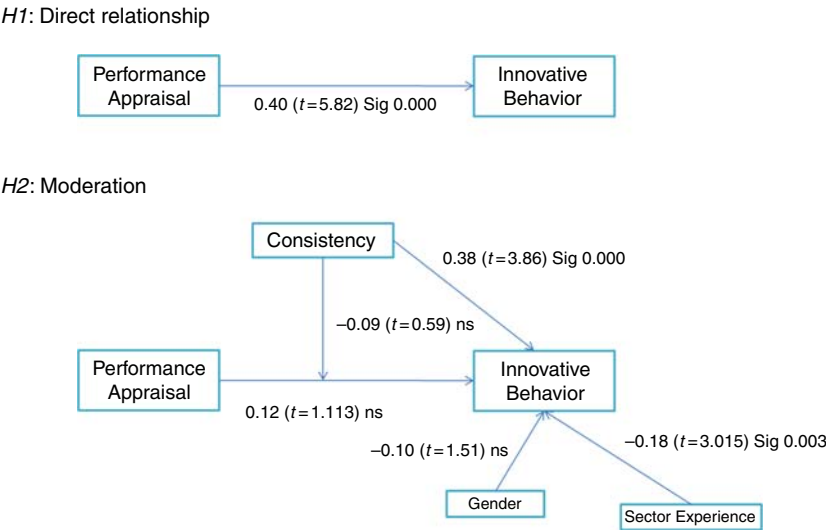 H1: Direct relationship
Performance
Appraisal
Innovative
Behavior
0.40 (t=5.82) Sig 0.000
H2: Moderation
Consistency
0.38 (t=3.86) Sig 0.000
–0.09 (t=0.59) ns
Performance
Appraisal
Innovative
Behavior
0.12 (t=1.113) ns
–0.10 (t=1.51) ns
–0.18 (t=3.015) Sig 0.003
Gender
Sector Experience